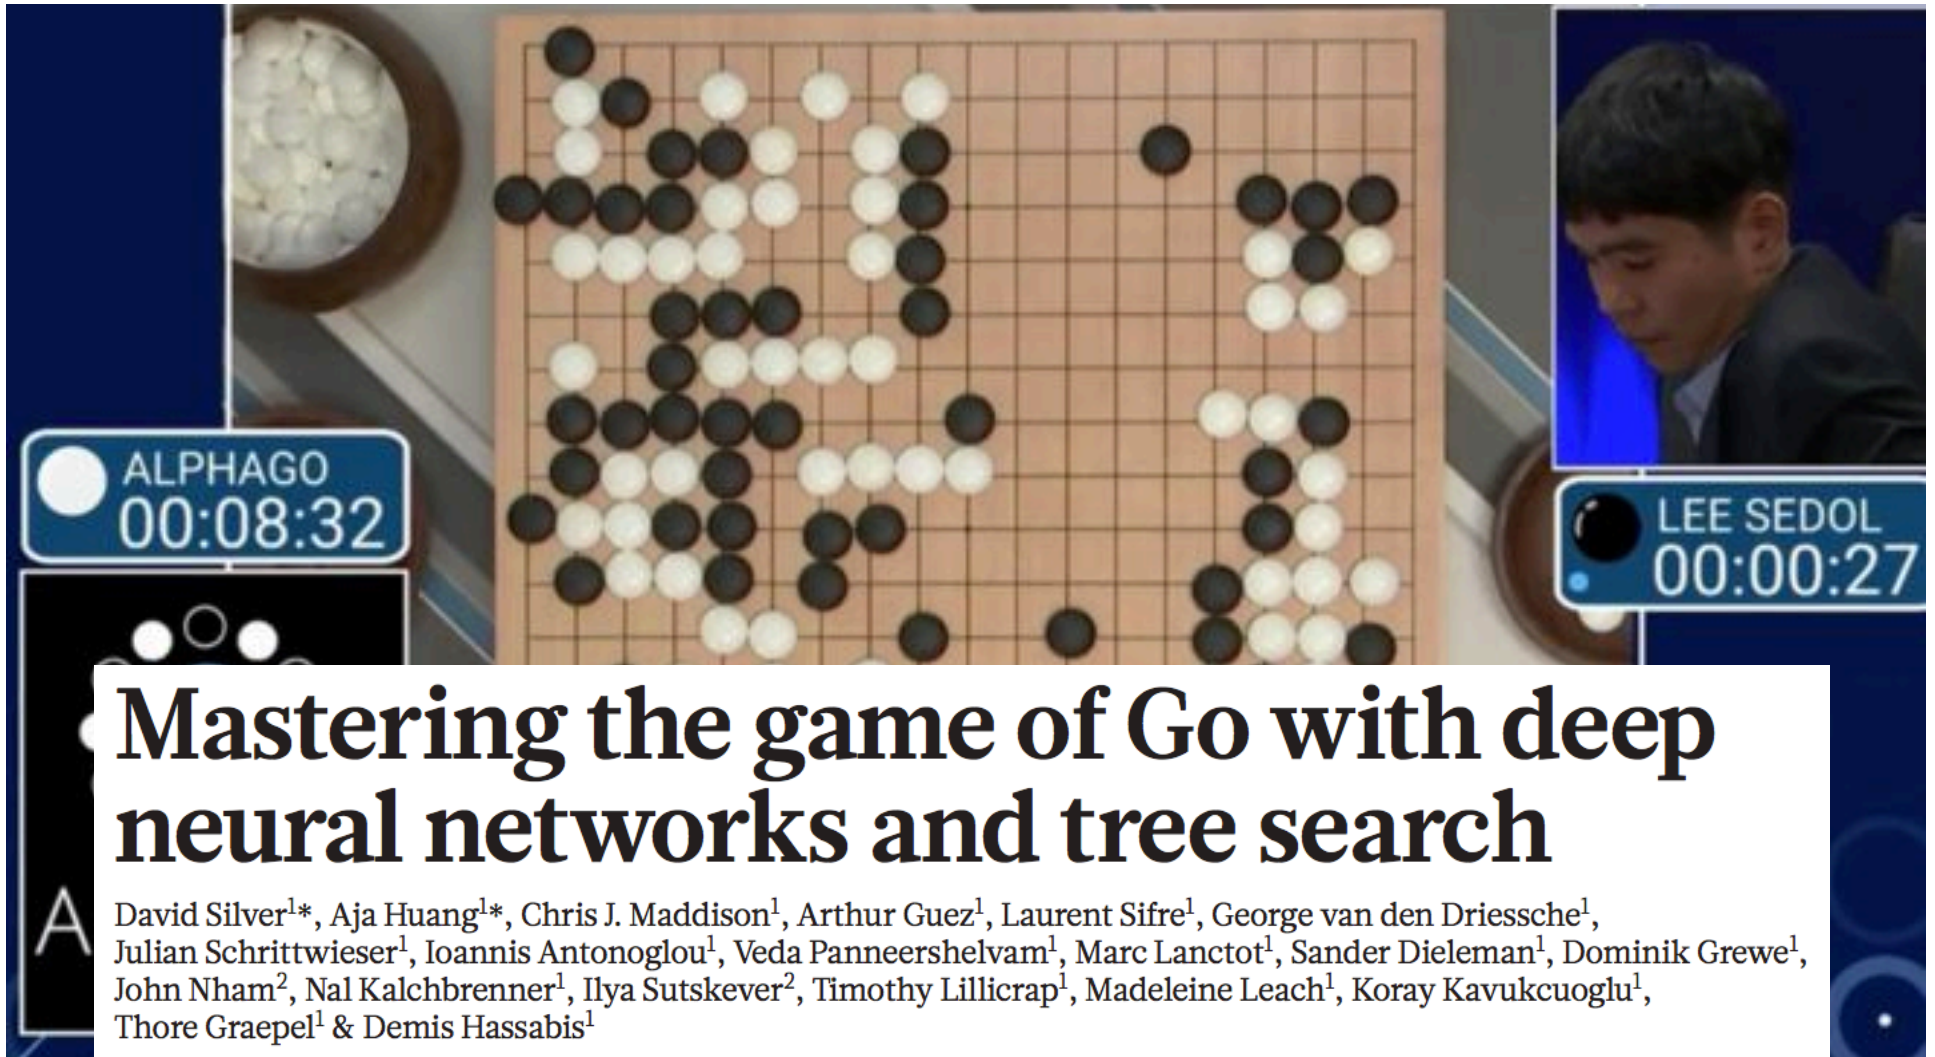 ALPHAGO
00:08:32
LEE SEDOL
00:00:27
A
Mastering the game of Go with deep
neural networks and tree search
David Silver¹*, Aja Huang¹*, Chris J. Maddison¹, Arthur Guez¹, Laurent Sifre¹, George van den Driessche¹,
Julian Schrittwieser¹, Ioannis Antonoglou¹, Veda Panneershelvam¹, Marc Lanctot¹, Sander Dieleman¹, Dominik Grewe¹,
John Nham², Nal Kalchbrenner¹, Ilya Sutskever², Timothy Lillicrap¹, Madeleine Leach¹, Koray Kavukcuoglu¹,
Thore Graepel¹ & Demis Hassabis¹